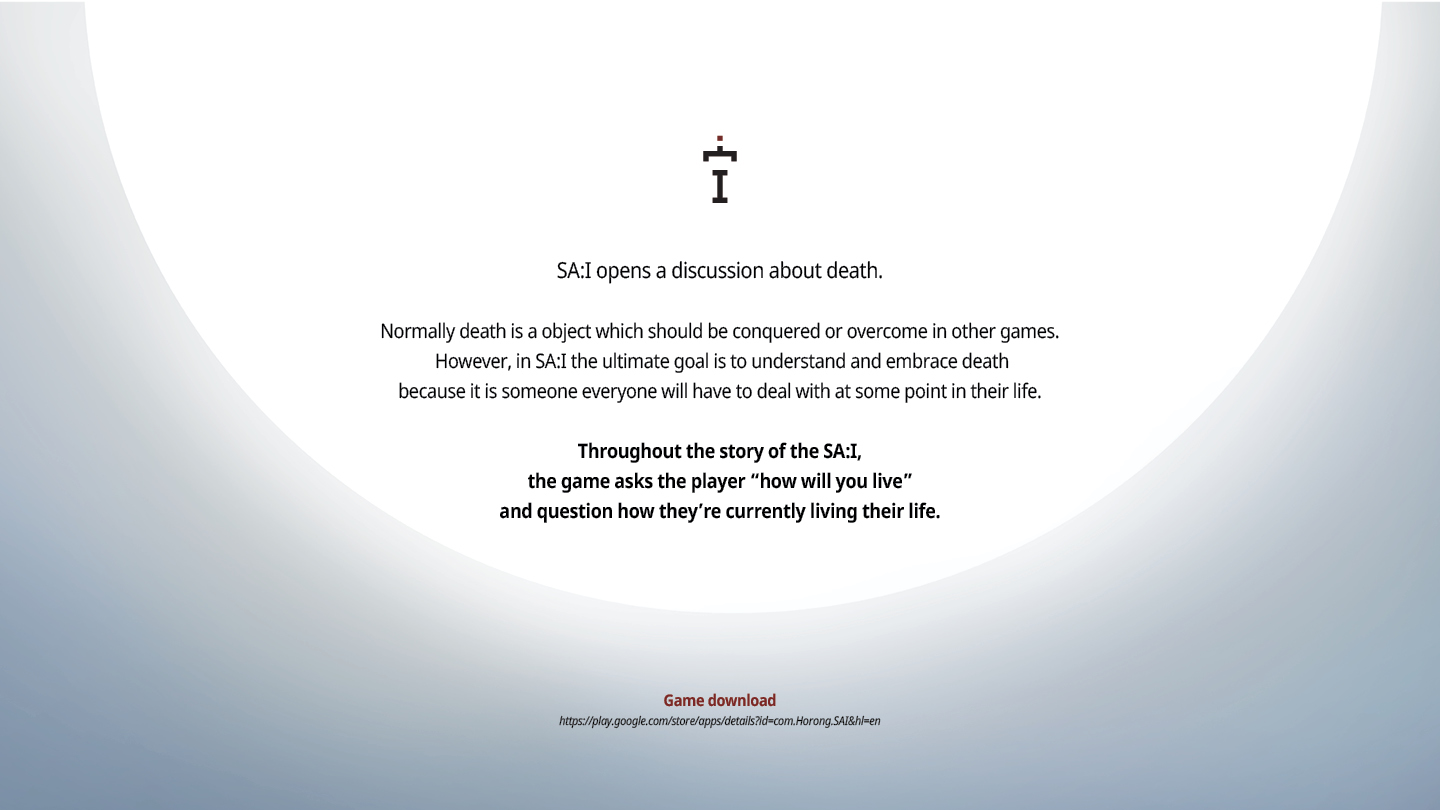 SA:I opens a discussion about death.
Normally death is a object which should be conquered or overcome in other games.
However, in SA:I the ultimate goal is to understand and embrace death
because it is someone everyone will have to deal with at some point in their life.
Throughout the story of the SA:I,
the game asks the player “how will you live”
and question how they’re currently living their life.
Game download
https://play.google.com/store/apps/details?id=com.Horong.SAI&hl=en